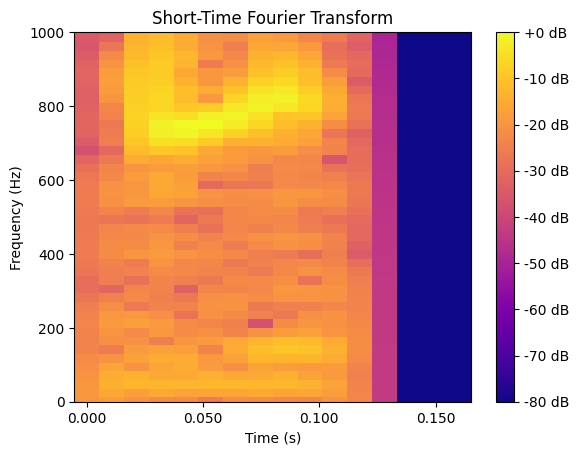 Short-Time Fourier Transform
1000
800
600
400
200
0
Frequency (Hz)
0.000
0.050
0.100
0.150
Time (s)
+0 dB
-10 dB
-20 dB
-30 dB
-40 dB
-50 dB
-60 dB
-70 dB
-80 dB